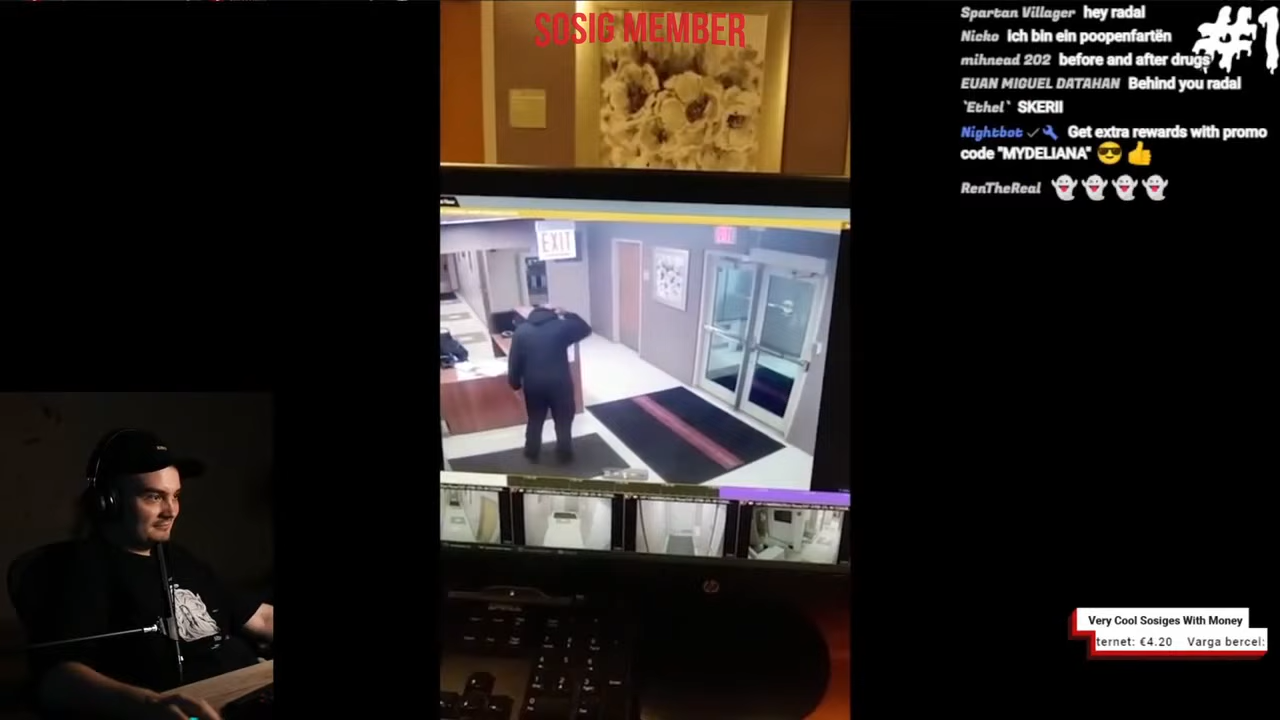 SOSIG MEMBER
Spartan Villager hey radal
Nicko ich bin ein poopenfartën
mihnead 202 before and after drugs
EUAN MIGUEL DATAHAN Behind you radal
`Ethel` SKERII
Nightbot ✓🔧 Get extra rewards with promo
code "MYDELIANA" 😎👍
RenTheReal 👻👻👻👻
#1
EXIT
Very Cool Sosiges With Money
ternet: €4.20 Varga bercel:
hp